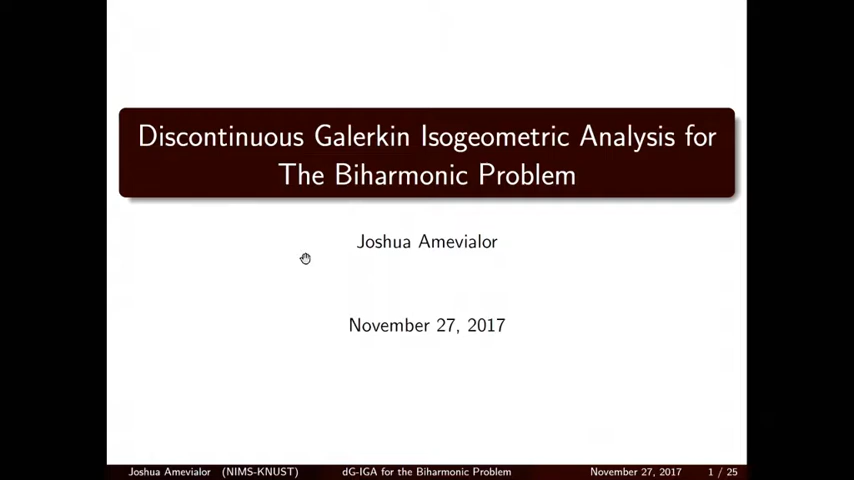 Discontinuous Galerkin Isogeometric Analysis for
The Biharmonic Problem
Joshua Amevialor
November 27, 2017
Joshua Amevialor (NIMS-KNUST) dG-IGA for the Biharmonic Problem November 27, 2017 1 / 25